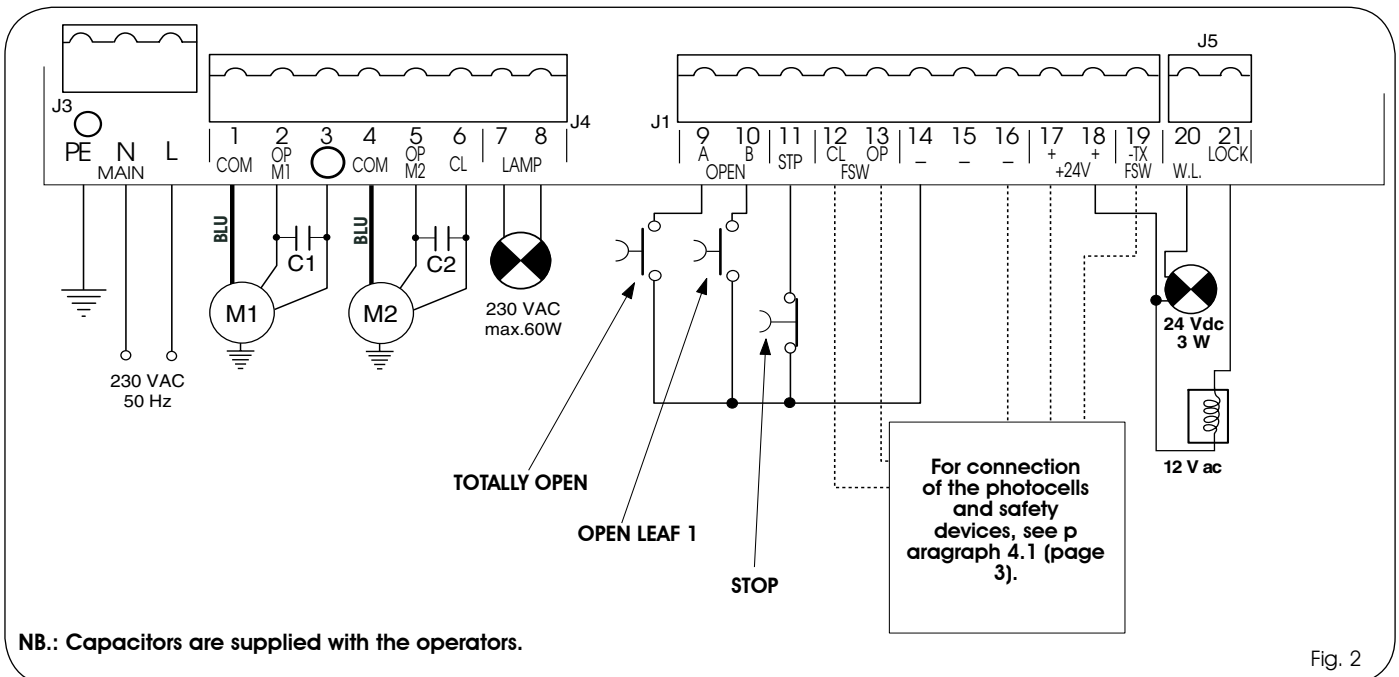 J5
J3
J4
J1
PE N L
MAIN
1 2 3 4 5 6 7 8
COM OP M1 COM OP M2 CL LAMP
9 10 11 12 13 14 15 16 17 18 19 20 21
A B STP CL OP – – – + + -TX LOCK
OPEN FSW +24V FSW W.L.
BLU
BLU
C1
C2
M1
M2
230 VAC
max.60W
230 VAC
50 Hz
24 Vdc
3 W
12 V ac
TOTALLY OPEN
OPEN LEAF 1
STOP
For connection
of the photocells
and safety
devices, see p
aragraph 4.1 (page
3).
NB.: Capacitors are supplied with the operators.
Fig. 2